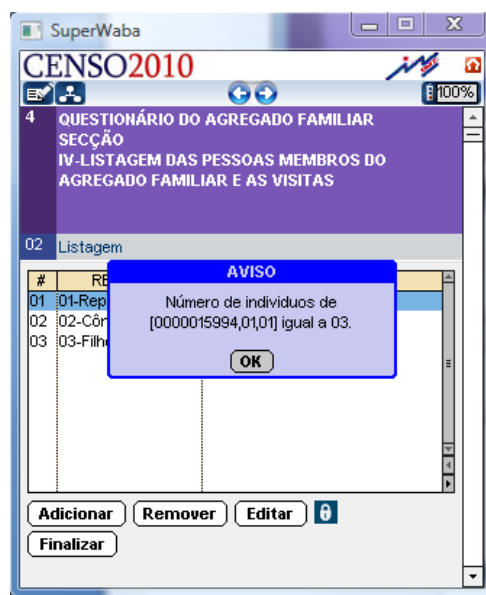 SuperWaba
CENSO2010
ine
100%
4
QUESTIONÁRIO DO AGREGADO FAMILIAR
SECÇÃO
IV-LISTAGEM DAS PESSOAS MEMBROS DO
AGREGADO FAMILIAR E AS VISITAS
02 Listagem
# RE
01 01-Rep
02 02-Côn
03 03-Filh
AVISO
Número de individuos de
[0000015994,01,01] igual a 03.
OK
Adicionar Remover Editar
Finalizar